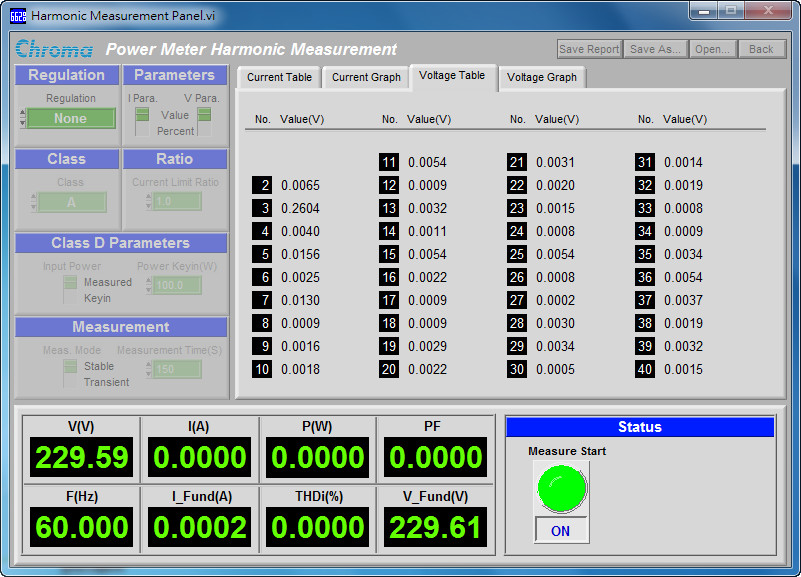 6620 Harmonic Measurement Panel.vi
Chroma Power Meter Harmonic Measurement
Save Report Save As... Open... Back
Regulation
Regulation
None
Parameters
I Para. V Para.
Value
Percent
Class
Class
A
Ratio
Current Limit Ratio
1.0
Class D Parameters
Input Power Power Keyin(W)
Measured 100.0
Keyin
Measurement
Meas. Mode Measurement Time(S)
Stable 150
Transient
Current Table Current Graph Voltage Table Voltage Graph
No. Value(V) No. Value(V) No. Value(V) No. Value(V)
11 0.0054 21 0.0031 31 0.0014
2 0.0065 12 0.0009 22 0.0020 32 0.0019
3 0.2604 13 0.0032 23 0.0015 33 0.0008
4 0.0040 14 0.0011 24 0.0008 34 0.0009
5 0.0156 15 0.0054 25 0.0054 35 0.0034
6 0.0025 16 0.0022 26 0.0008 36 0.0054
7 0.0130 17 0.0009 27 0.0002 37 0.0037
8 0.0009 18 0.0009 28 0.0030 38 0.0019
9 0.0016 19 0.0029 29 0.0034 39 0.0032
10 0.0018 20 0.0022 30 0.0005 40 0.0015
V(V) I(A) P(W) PF
229.59 0.0000 0.0000 0.0000
F(Hz) I_Fund(A) THDi(%) V_Fund(V)
60.000 0.0002 0.0000 229.61
Status
Measure Start
ON